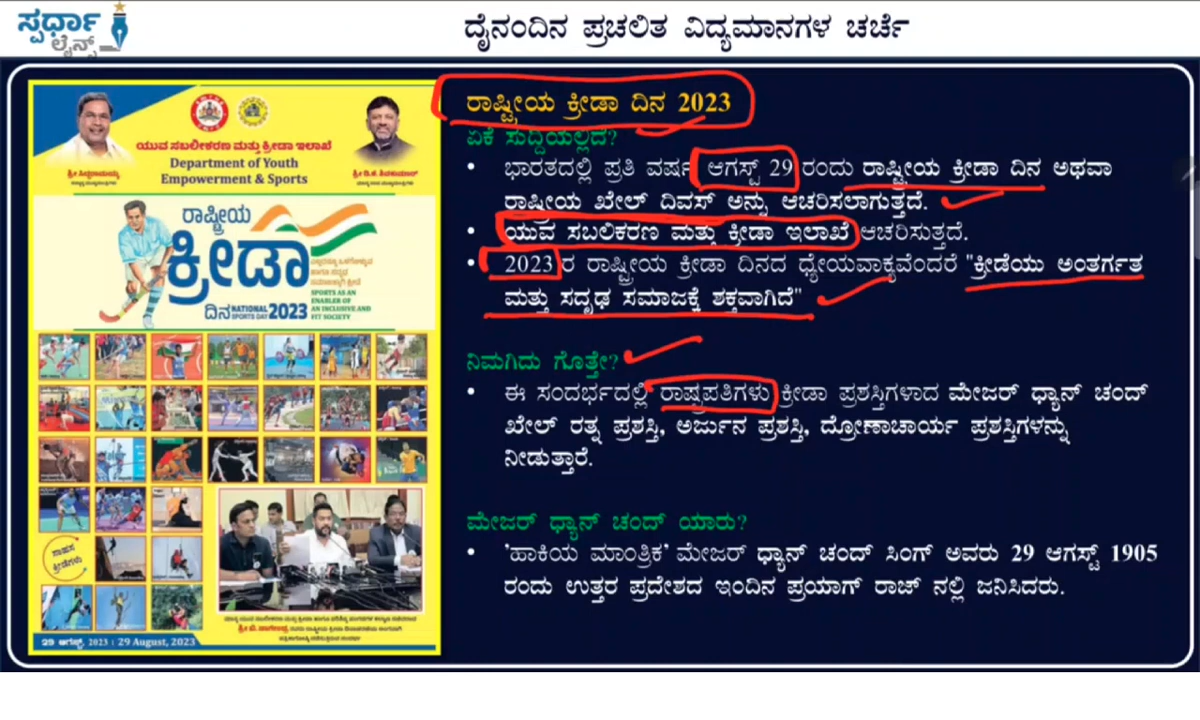 ಸ್ಪರ್ಧಾ
ಲೈನ್ಸ್
ದೈನಂದಿನ ಪ್ರಚಲಿತ ವಿದ್ಯಮಾನಗಳ ಚರ್ಚೆ
ಯುವ ಸಬಲೀಕರಣ ಮತ್ತು ಕ್ರೀಡಾ ಇಲಾಖೆ
Department of Youth
Empowerment & Sports
ಶ್ರೀ ಸಿದ್ದರಾಮಯ್ಯ
ಶ್ರೀ ಡಿ.ಕೆ. ಶಿವಕುಮಾರ್
ರಾಷ್ಟ್ರೀಯ
ಕ್ರೀಡಾ
ದಿನ NATIONAL SPORTS DAY 2023
SPORTS AS AN
ENABLER OF
AN INCLUSIVE AND
FIT SOCIETY
ಸಾಹಸ
ಕ್ರೀಡೆಗಳು
29 ಆಗಸ್ಟ್, 2023 : 29 August, 2023
ರಾಷ್ಟ್ರೀಯ ಕ್ರೀಡಾ ದಿನ 2023
ಏಕೆ ಸುದ್ದಿಯಲ್ಲಿದೆ?
• ಭಾರತದಲ್ಲಿ ಪ್ರತಿ ವರ್ಷ ಆಗಸ್ಟ್ 29 ರಂದು ರಾಷ್ಟ್ರೀಯ ಕ್ರೀಡಾ ದಿನ ಅಥವಾ
ರಾಷ್ಟ್ರೀಯ ಖೇಲ್ ದಿವಸ್ ಅನ್ನು ಆಚರಿಸಲಾಗುತ್ತದೆ.
• ಯುವ ಸಬಲಿಕರಣ ಮತ್ತು ಕ್ರೀಡಾ ಇಲಾಖೆ ಆಚರಿಸುತ್ತದೆ.
• 2023 ರ ರಾಷ್ಟ್ರೀಯ ಕ್ರೀಡಾ ದಿನದ ಧ್ಯೇಯವಾಕ್ಯವೆಂದರೆ "ಕ್ರೀಡೆಯು ಅಂತರ್ಗತ
ಮತ್ತು ಸದೃಢ ಸಮಾಜಕ್ಕೆ ಶಕ್ತವಾಗಿದೆ"
ನಿಮಗಿದು ಗೊತ್ತೇ?
• ಈ ಸಂದರ್ಭದಲ್ಲಿ ರಾಷ್ಟ್ರಪತಿಗಳು ಕ್ರೀಡಾ ಪ್ರಶಸ್ತಿಗಳಾದ ಮೇಜರ್ ಧ್ಯಾನ್ ಚಂದ್
ಖೇಲ್ ರತ್ನ ಪ್ರಶಸ್ತಿ, ಅರ್ಜುನ ಪ್ರಶಸ್ತಿ, ದ್ರೋಣಾಚಾರ್ಯ ಪ್ರಶಸ್ತಿಗಳನ್ನು
ನೀಡುತ್ತಾರೆ.
ಮೇಜರ್ ಧ್ಯಾನ್ ಚಂದ್ ಯಾರು?
• 'ಹಾಕಿಯ ಮಾಂತ್ರಿಕ' ಮೇಜರ್ ಧ್ಯಾನ್ ಚಂದ್ ಸಿಂಗ್ ಅವರು 29 ಆಗಸ್ಟ್ 1905
ರಂದು ಉತ್ತರ ಪ್ರದೇಶದ ಇಂದಿನ ಪ್ರಯಾಗ್ ರಾಜ್ ನಲ್ಲಿ ಜನಿಸಿದರು.